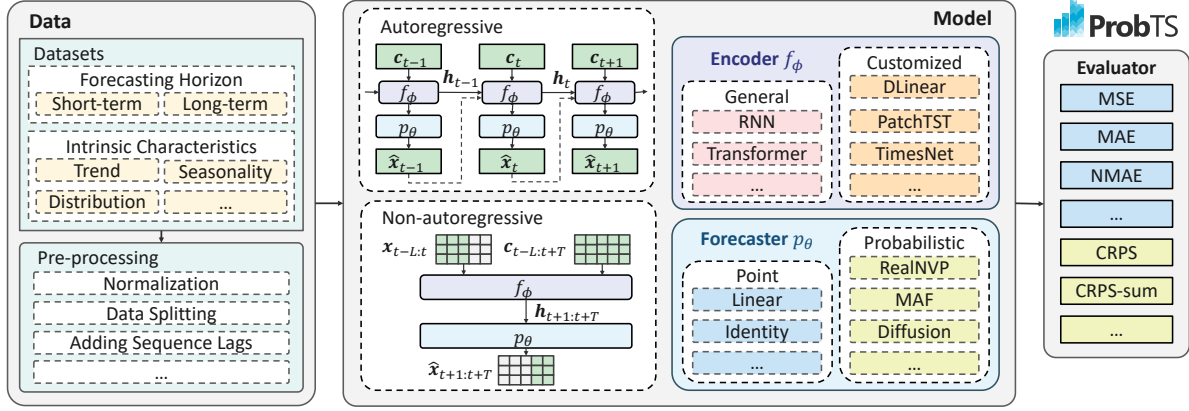 Data
Datasets
Forecasting Horizon
Short-term
Long-term
Intrinsic Characteristics
Trend
Seasonality
Distribution
...
Pre-processing
Normalization
Data Splitting
Adding Sequence Lags
...
Model
Autoregressive
c_{t−1}
c_t
c_{t+1}
h_{t−1}
h_t
f_ϕ
f_ϕ
f_ϕ
p_θ
p_θ
p_θ
x̂_{t−1}
x̂_t
x̂_{t+1}
Non-autoregressive
x_{t−L:t}
c_{t−L:t+T}
f_ϕ
h_{t+1:t+T}
p_θ
x̂_{t+1:t+T}
Encoder f_ϕ
General
RNN
Transformer
...
Customized
DLinear
PatchTST
TimesNet
...
Forecaster p_θ
Point
Linear
Identity
...
Probabilistic
RealNVP
MAF
Diffusion
...
ProbTS
Evaluator
MSE
MAE
NMAE
...
CRPS
CRPS-sum
...